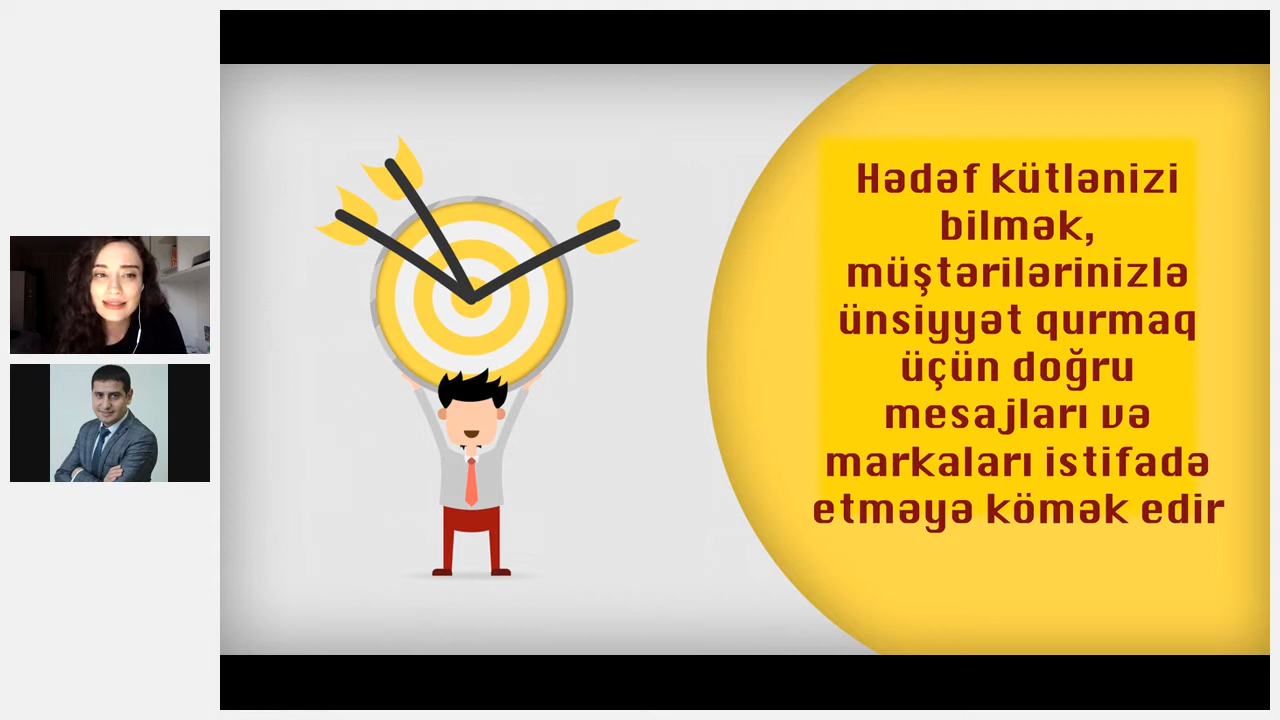 Hədəf kütlənizi
bilmək,
müştərilərinizlə
ünsiyyət qurmaq
üçün doğru
mesajları və
markaları istifadə
etməyə kömək edir